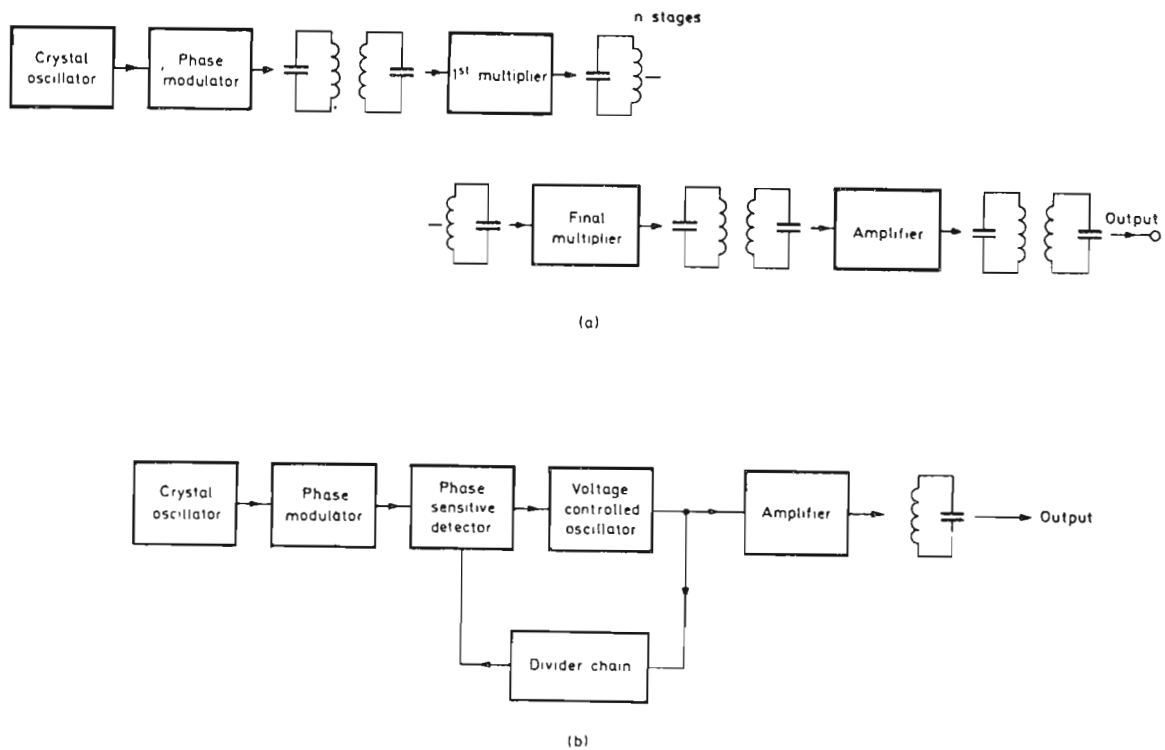 n stages
Crystal
oscillator
Phase
modulator
1st multiplier
Final
multiplier
Amplifier
Output
(a)
Crystal
oscillator
Phase
modulator
Phase
sensitive
detector
Voltage
controlled
oscillator
Amplifier
Output
Divider chain
(b)